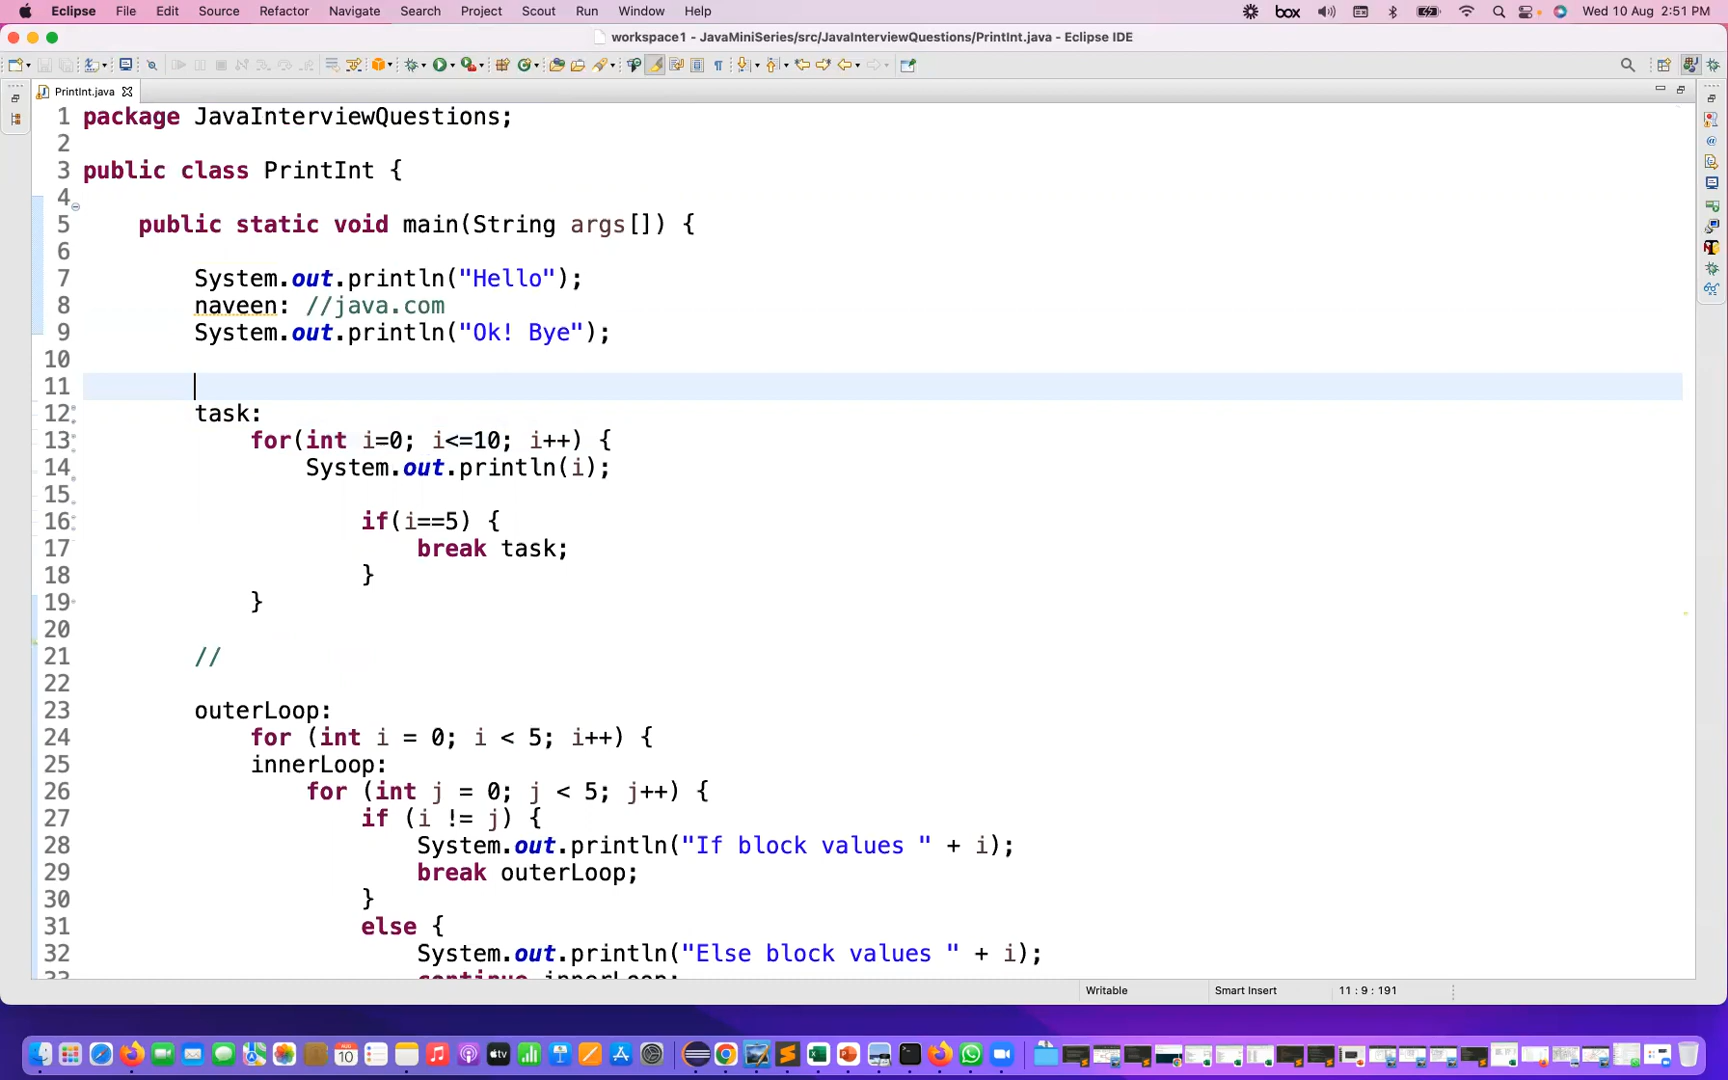 Eclipse File Edit Source Refactor Navigate Search Project Scout Run Window Help box Wed 10 Aug 2:51 PM
workspace1 - JavaMiniSeries/src/JavaInterviewQuestions/PrintInt.java - Eclipse IDE
PrintInt.java
1 package JavaInterviewQuestions;
2
3 public class PrintInt {
4
5 public static void main(String args[]) {
6
7 System.out.println("Hello");
8 naveen: //java.com
9 System.out.println("Ok! Bye");
10
11
12 task:
13 for(int i=0; i<=10; i++) {
14 System.out.println(i);
15
16 if(i==5) {
17 break task;
18 }
19 }
20
21 //
22
23 outerLoop:
24 for (int i = 0; i < 5; i++) {
25 innerLoop:
26 for (int j = 0; j < 5; j++) {
27 if (i != j) {
28 System.out.println("If block values " + i);
29 break outerLoop;
30 }
31 else {
32 System.out.println("Else block values " + i);
33 continue innerLoop;
Writable Smart Insert 11 : 9 : 191